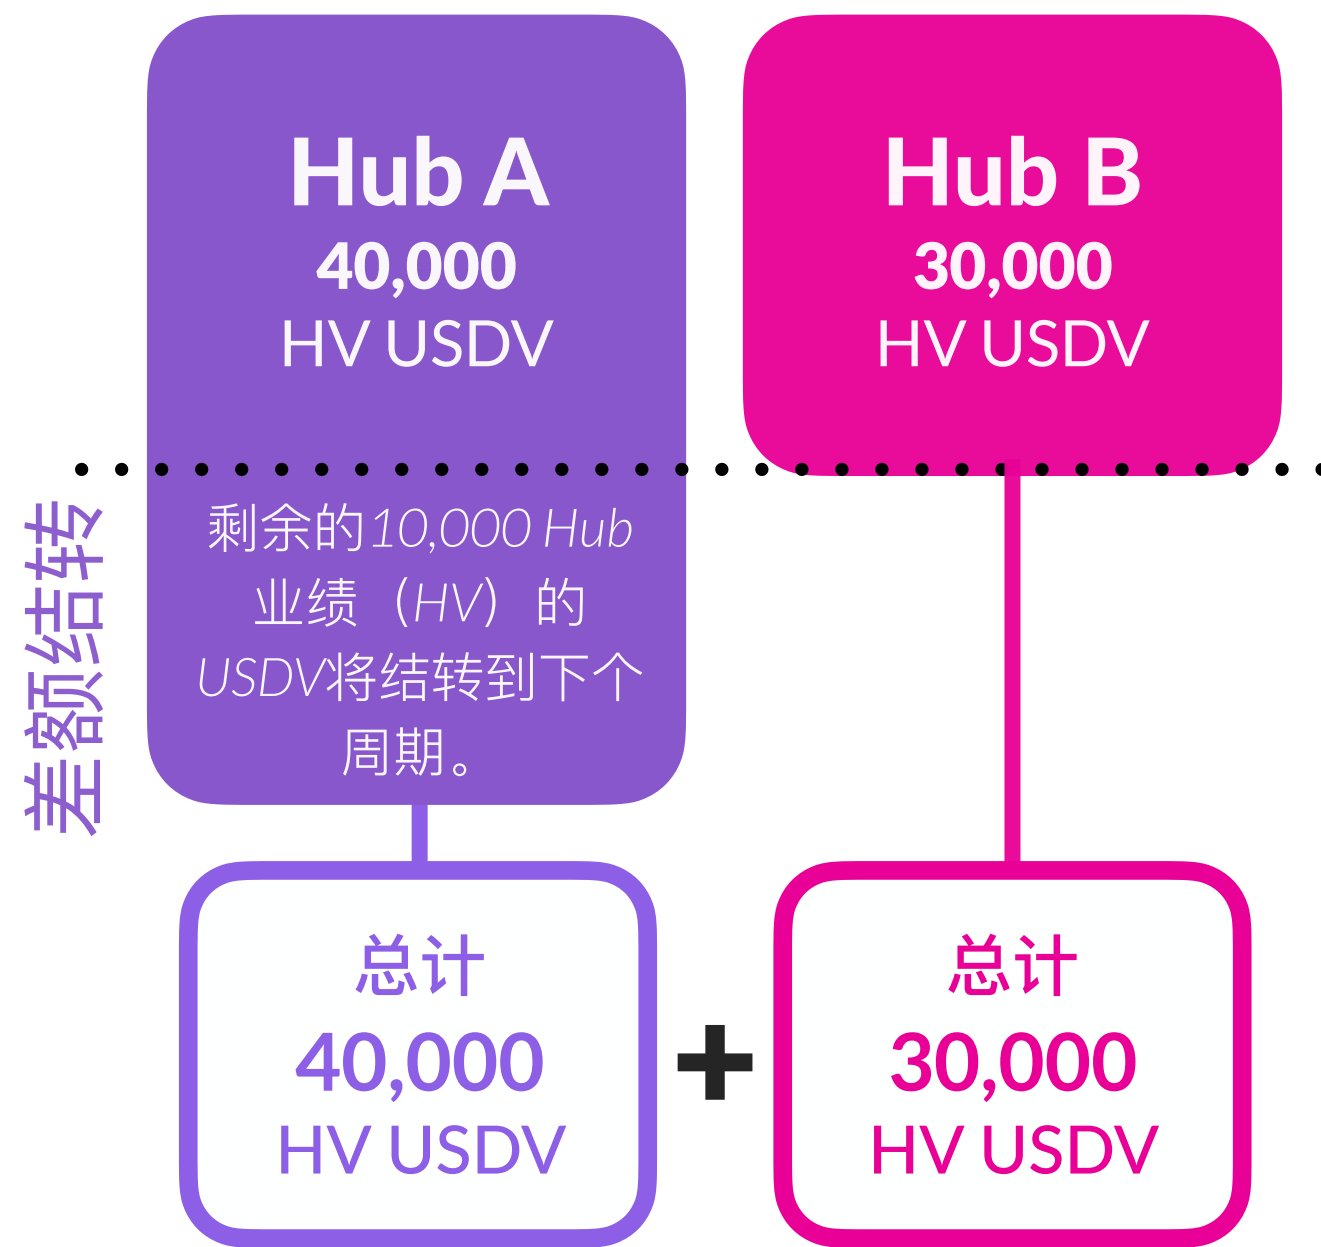 Hub A
40,000
HV USDV
Hub B
30,000
HV USDV
差额结转
剩余的10,000 Hub
业绩（HV）的
USDV将结转到下个
周期。
总计
40,000
HV USDV
+
总计
30,000
HV USDV